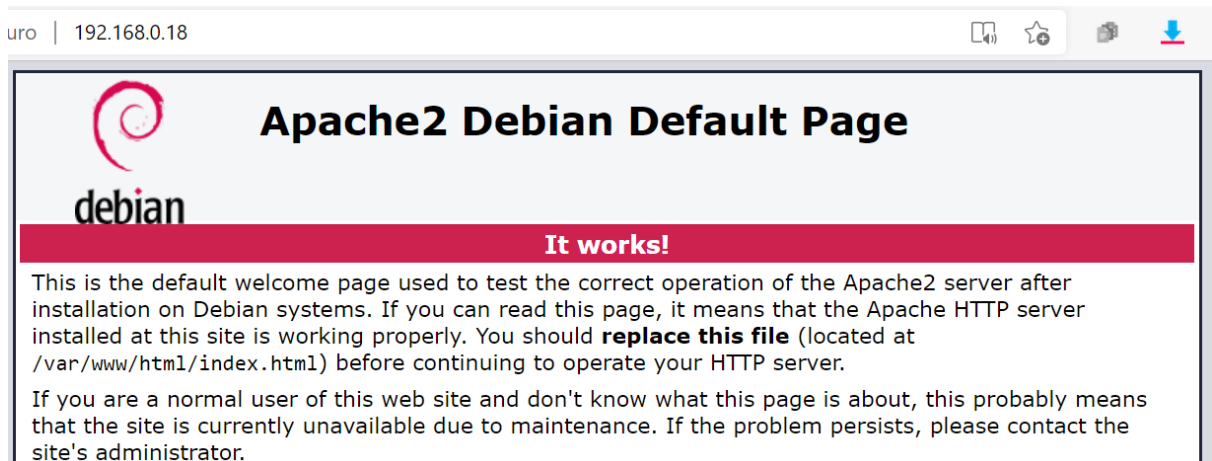 uro | 192.168.0.18
Apache2 Debian Default Page
debian
It works!
This is the default welcome page used to test the correct operation of the Apache2 server after
installation on Debian systems. If you can read this page, it means that the Apache HTTP server
installed at this site is working properly. You should replace this file (located at
/var/www/html/index.html) before continuing to operate your HTTP server.
If you are a normal user of this web site and don't know what this page is about, this probably means
that the site is currently unavailable due to maintenance. If the problem persists, please contact the
site's administrator.